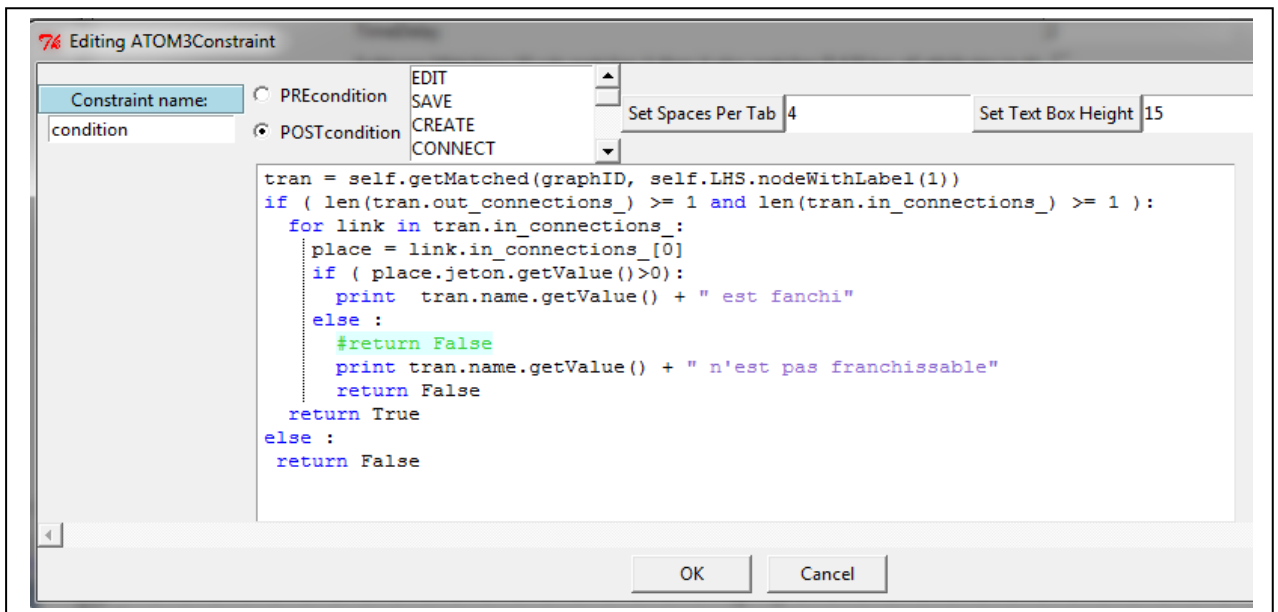 Editing ATOM3Constraint
Constraint name:
condition
PREcondition
POSTcondition
EDIT
SAVE
CREATE
CONNECT
Set Spaces Per Tab 4
Set Text Box Height 15
tran = self.getMatched(graphID, self.LHS.nodeWithLabel(1))
if ( len(tran.out_connections_) >= 1 and len(tran.in_connections_) >= 1 ):
for link in tran.in_connections_:
place = link.in_connections_[0]
if ( place.jeton.getValue()>0):
print  tran.name.getValue() + " est fanchi"
else :
#return False
print tran.name.getValue() + " n'est pas franchissable"
return False
return True
else :
return False
OK
Cancel